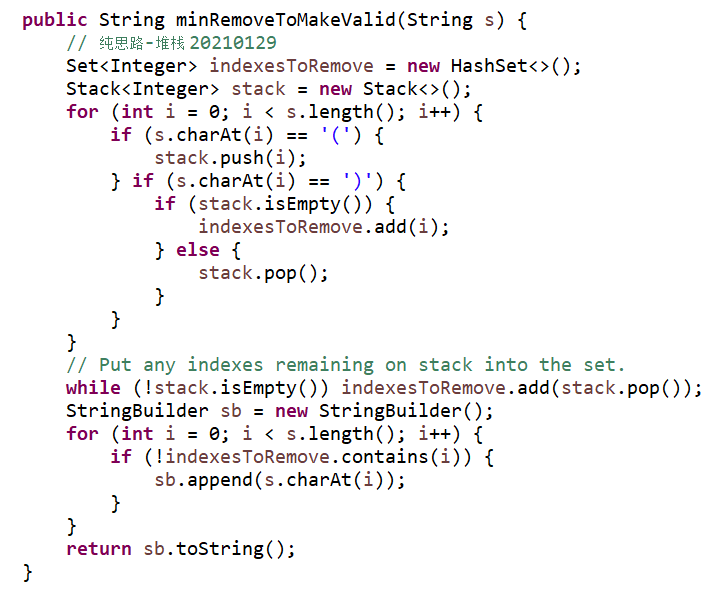 public String minRemoveToMakeValid(String s) {
    // 纯思路-堆栈 20210129
    Set<Integer> indexesToRemove = new HashSet<>();
    Stack<Integer> stack = new Stack<>();
    for (int i = 0; i < s.length(); i++) {
        if (s.charAt(i) == '(') {
            stack.push(i);
        } if (s.charAt(i) == ')') {
            if (stack.isEmpty()) {
                indexesToRemove.add(i);
            } else {
                stack.pop();
            }
        }
    }
    // Put any indexes remaining on stack into the set.
    while (!stack.isEmpty()) indexesToRemove.add(stack.pop());
    StringBuilder sb = new StringBuilder();
    for (int i = 0; i < s.length(); i++) {
        if (!indexesToRemove.contains(i)) {
            sb.append(s.charAt(i));
        }
    }
    return sb.toString();
}